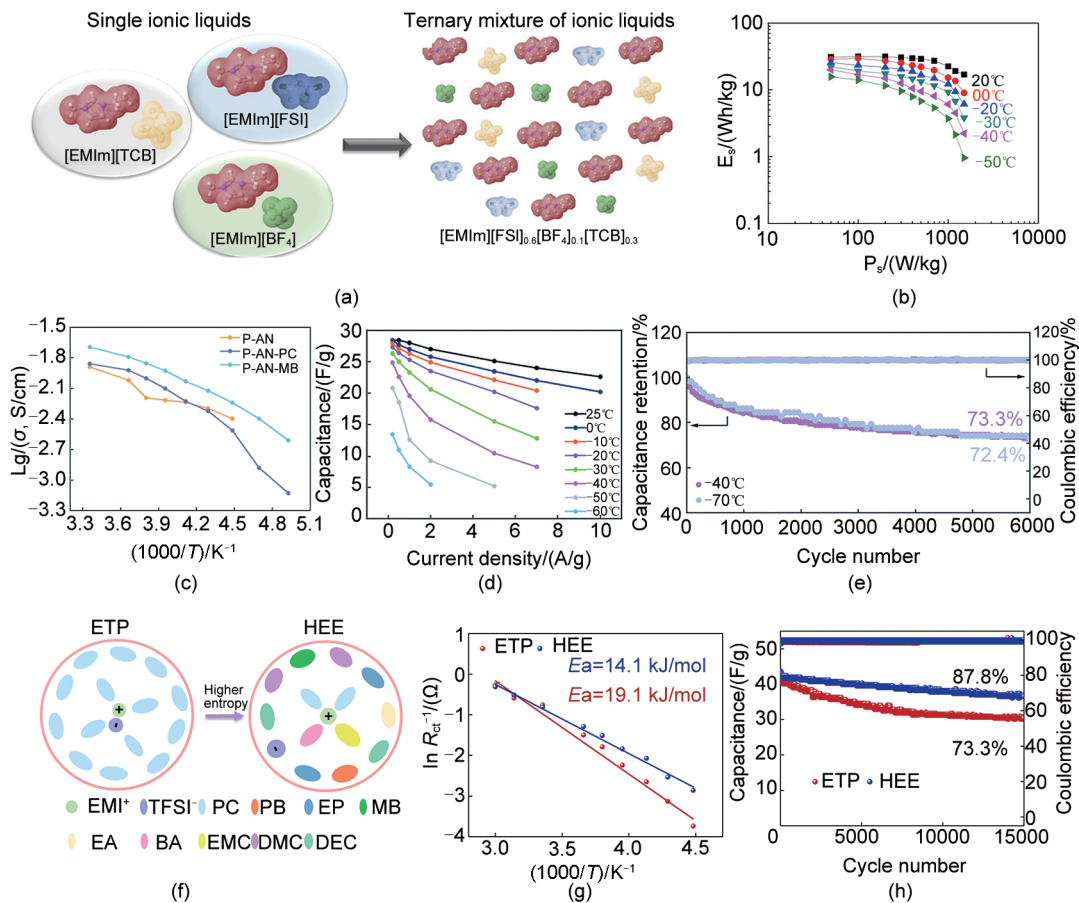 Single ionic liquids
Ternary mixture of ionic liquids
[EMIm][FSI]
[EMIm][TCB]
[EMIm][BF4]
[EMIm][FSI]0.6[BF4]0.1[TCB]0.3
(a)
Es/(Wh/kg)
100
10
1
0.1
20℃
00℃
−20℃
−30℃
−40℃
−50℃
10
100
1000
10000
Ps/(W/kg)
(b)
Lg/(σ, S/cm)
−1.5
−1.8
−2.1
−2.4
−2.7
−3.0
−3.3
P-AN
P-AN-PC
P-AN-MB
3.3
3.6
3.9
4.2
4.5
4.8
5.1
(1000/T)/K−1
(c)
Capacitance/(F/g)
30
25
20
15
10
5
0
25℃
0℃
−10℃
−20℃
−30℃
−40℃
−50℃
−60℃
0
2
4
6
8
10
Current density/(A/g)
(d)
Capacitance retention/%
120
100
80
60
40
73.3%
72.4%
−40℃
−70℃
0
1000
2000
3000
4000
5000
6000
Cycle number
120%
100
80
60
40
20
0
Coulombic efficiency/%
(e)
ETP
HEE
Higher
entropy
+
-
+
-
EMI+
TFSI−
PC
PB
EP
MB
EA
BA
EMC
DMC
DEC
(f)
ln Rct−1/(Ω)
1
0
−1
−2
−3
−4
ETP
HEE
Ea=14.1 kJ/mol
Ea=19.1 kJ/mol
3.0
3.5
4.0
4.5
(1000/T)/K−1
(g)
Capacitance/(F/g)
50
40
30
20
10
0
87.8%
73.3%
ETP
HEE
0
5000
10000
15000
Cycle number
100
80
60
40
20
0
Coulombic efficiency
(h)